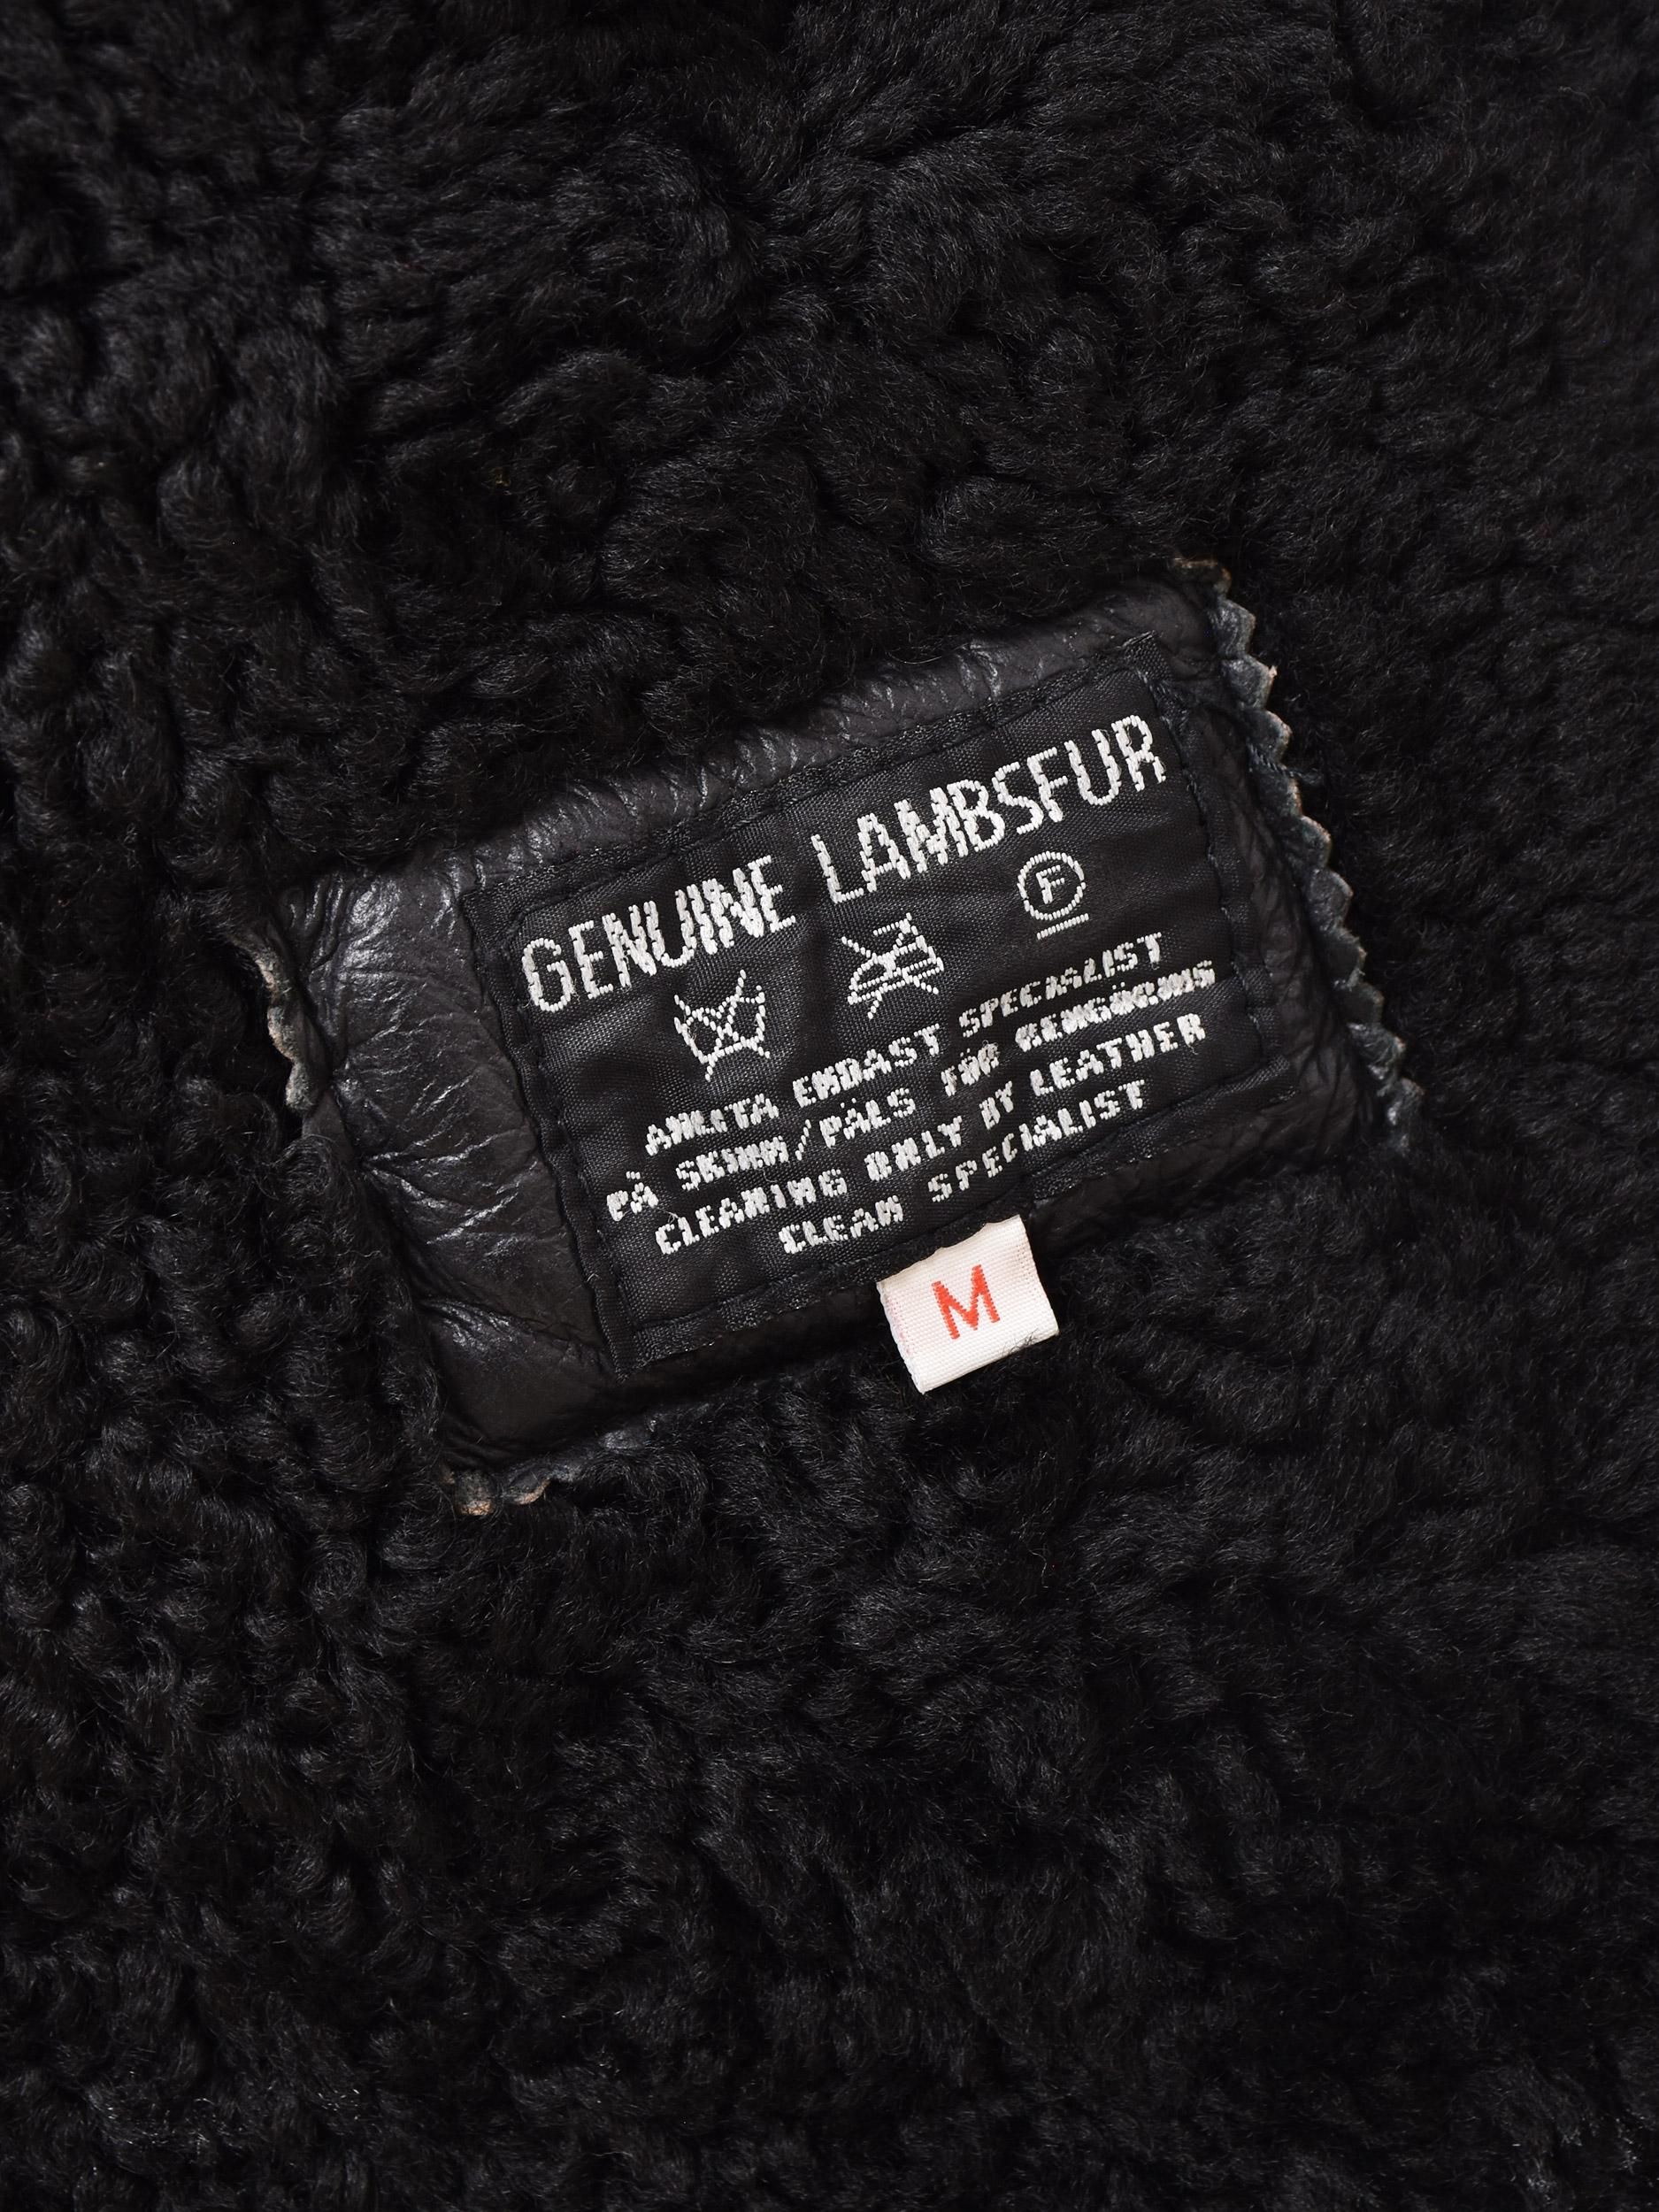 GENUINE LAMBSFUR
F
ANLITA ENDAST SPECIALIST
PÅ SKINN/PÄLS FÖR RENGÖRING
CLEANING ONLY BY LEATHER
CLEAN SPECIALIST
M